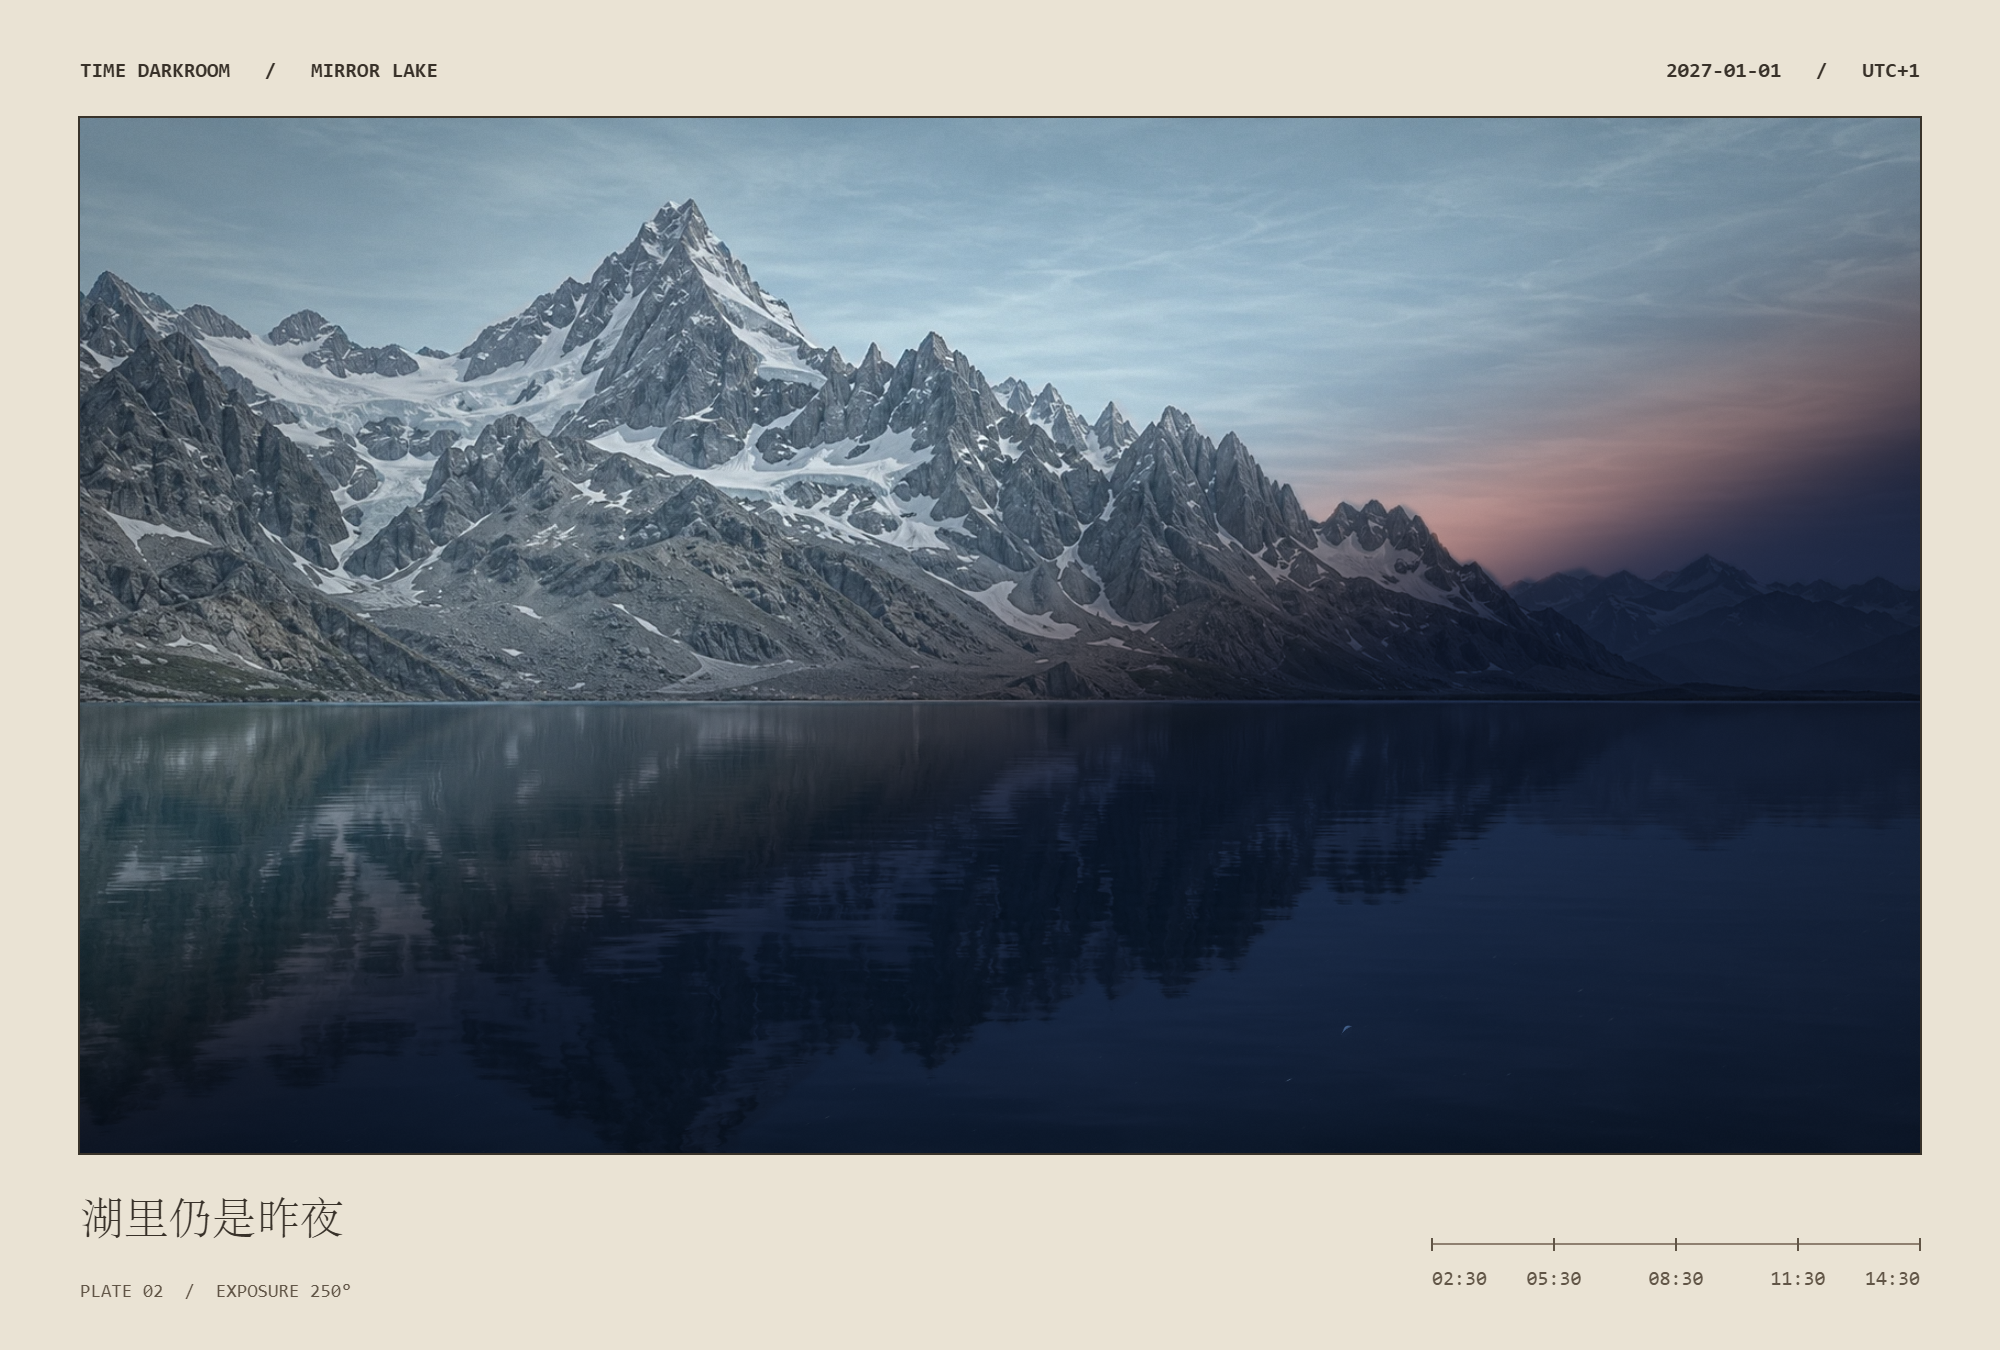 TIME DARKROOM / MIRROR LAKE
2027-01-01 / UTC+1
湖里仍是昨夜
PLATE 02 / EXPOSURE 250°
02:30 05:30 08:30 11:30 14:30